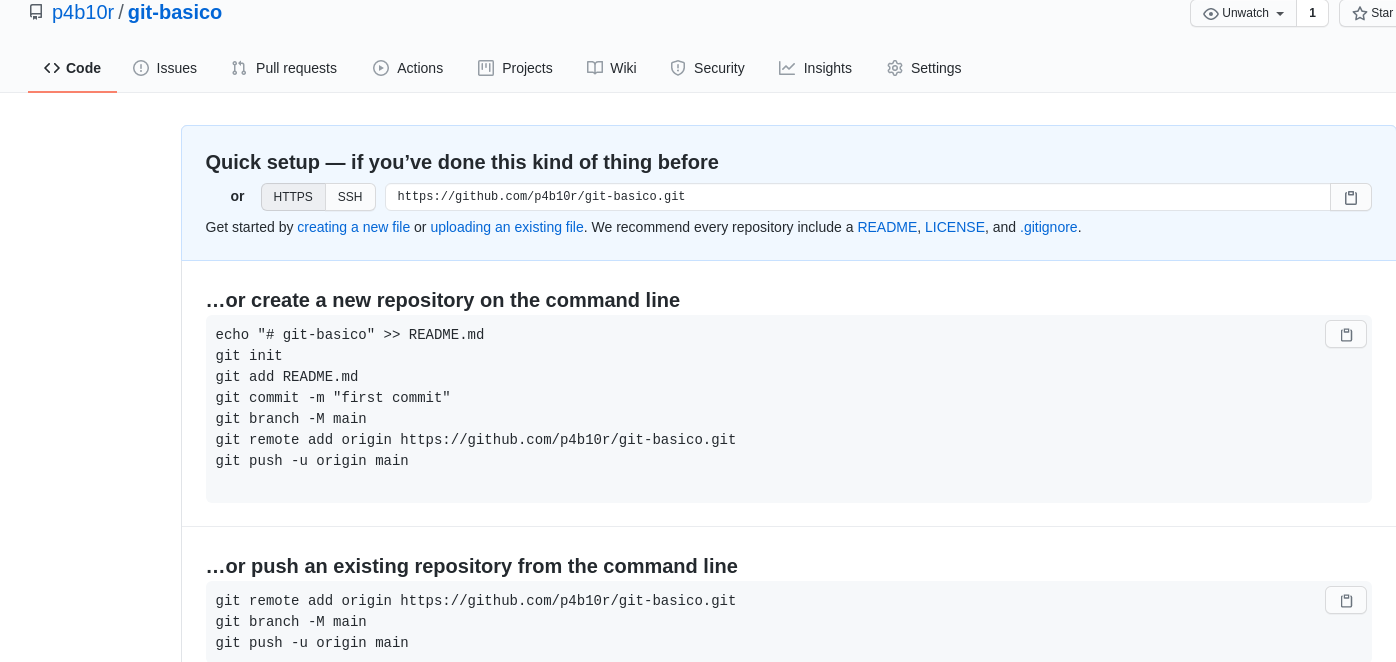 p4b10r / git-basico
Unwatch 1 Star
Code Issues Pull requests Actions Projects Wiki Security Insights Settings
Quick setup — if you’ve done this kind of thing before
or HTTPS SSH https://github.com/p4b10r/git-basico.git
Get started by creating a new file or uploading an existing file. We recommend every repository include a README, LICENSE, and .gitignore.
…or create a new repository on the command line
echo "# git-basico" >> README.md
git init
git add README.md
git commit -m "first commit"
git branch -M main
git remote add origin https://github.com/p4b10r/git-basico.git
git push -u origin main
…or push an existing repository from the command line
git remote add origin https://github.com/p4b10r/git-basico.git
git branch -M main
git push -u origin main